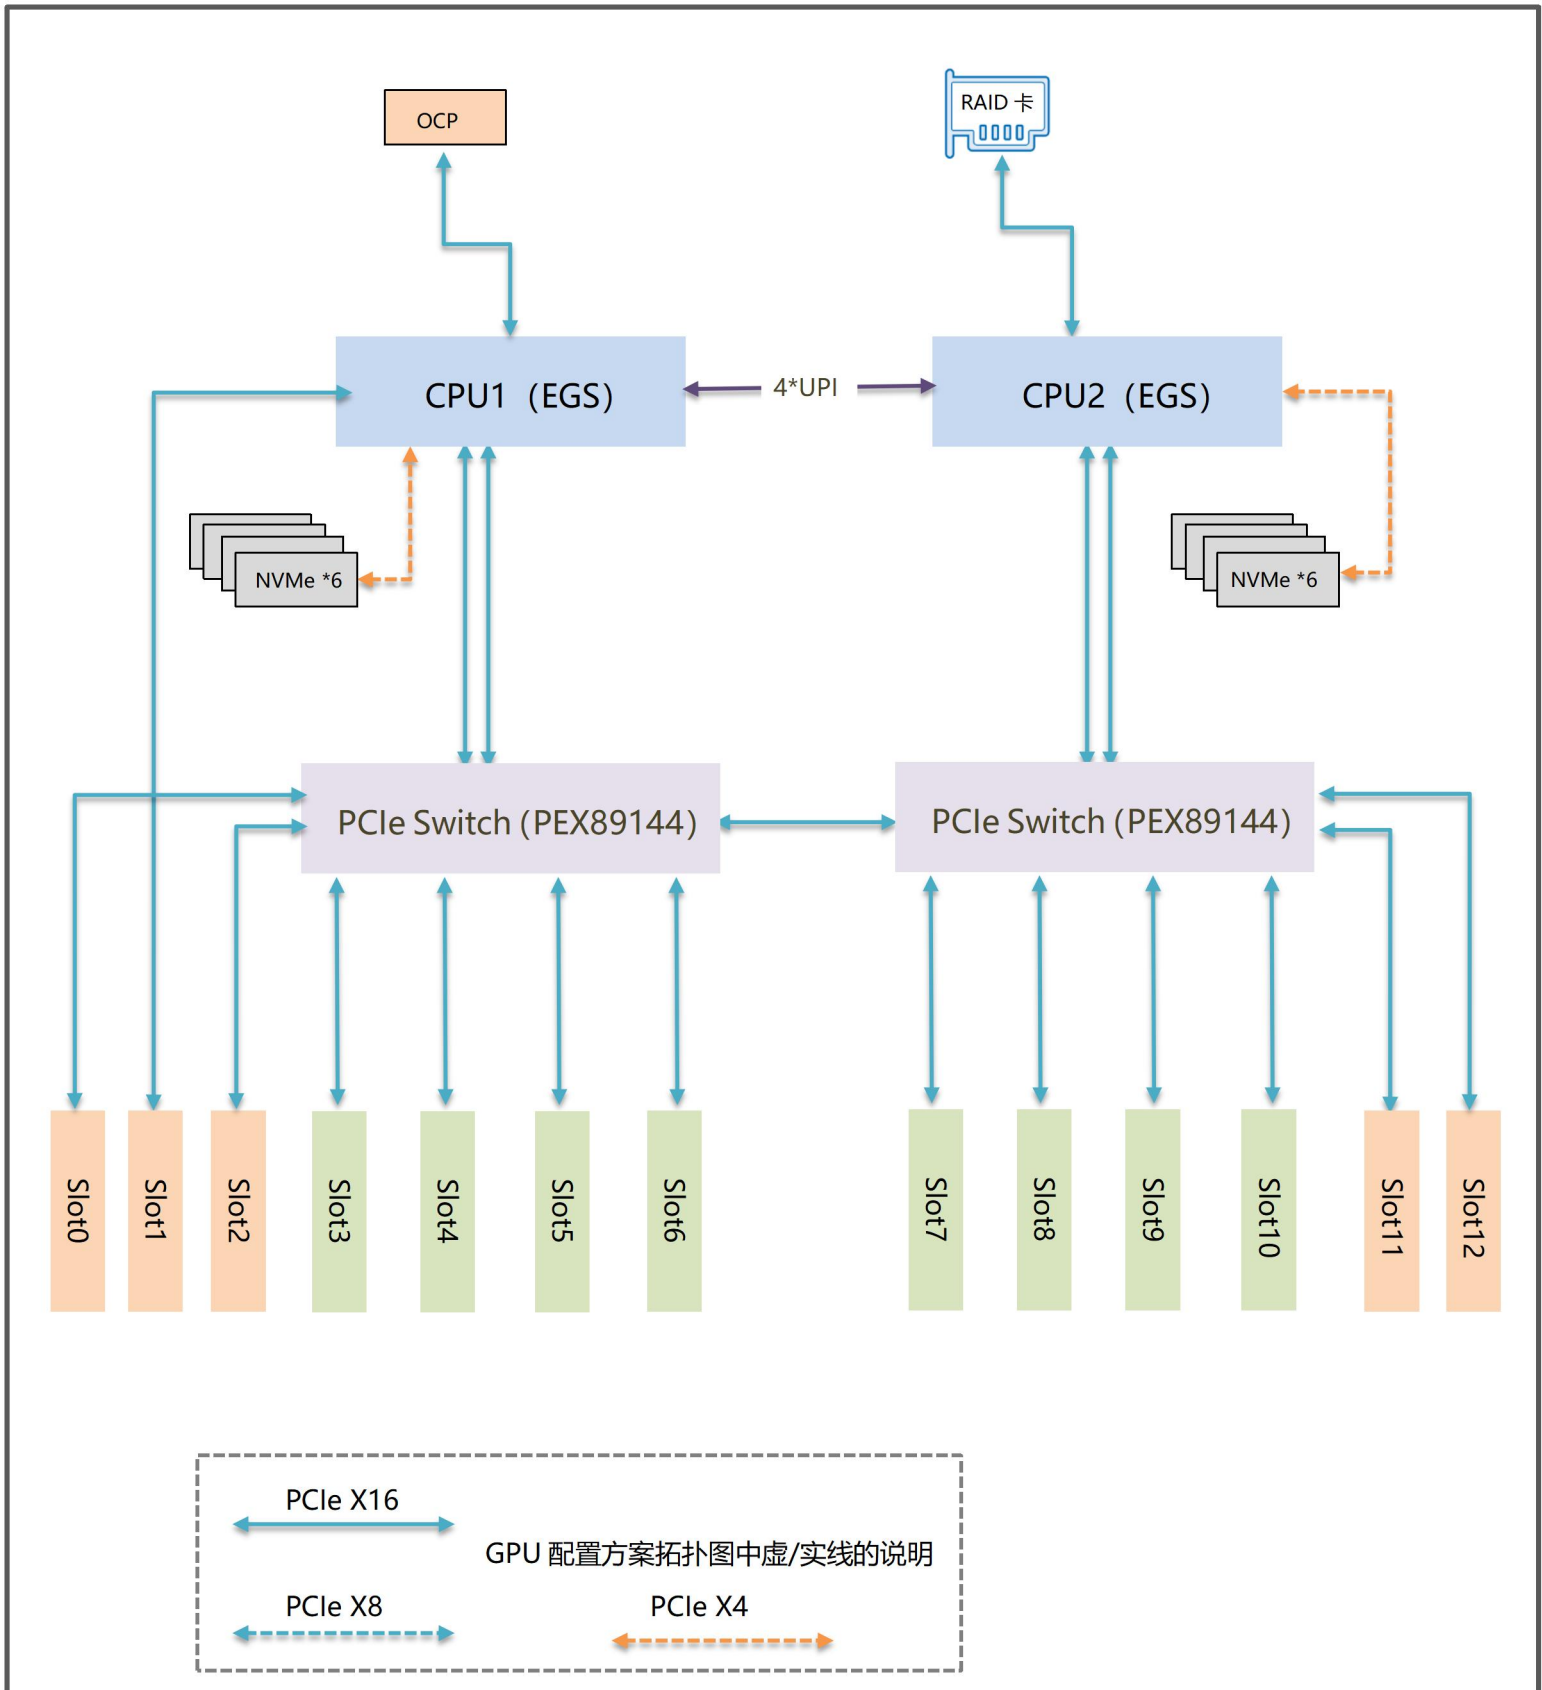 OCP
RAID 卡
CPU1（EGS）
4*UPI
CPU2（EGS）
NVMe *6
NVMe *6
PCIe Switch（PEX89144）
PCIe Switch（PEX89144）
Slot0
Slot1
Slot2
Slot3
Slot4
Slot5
Slot6
Slot7
Slot8
Slot9
Slot10
Slot11
Slot12
PCIe X16
GPU 配置方案拓扑图中虚/实线的说明
PCIe X8
PCIe X4